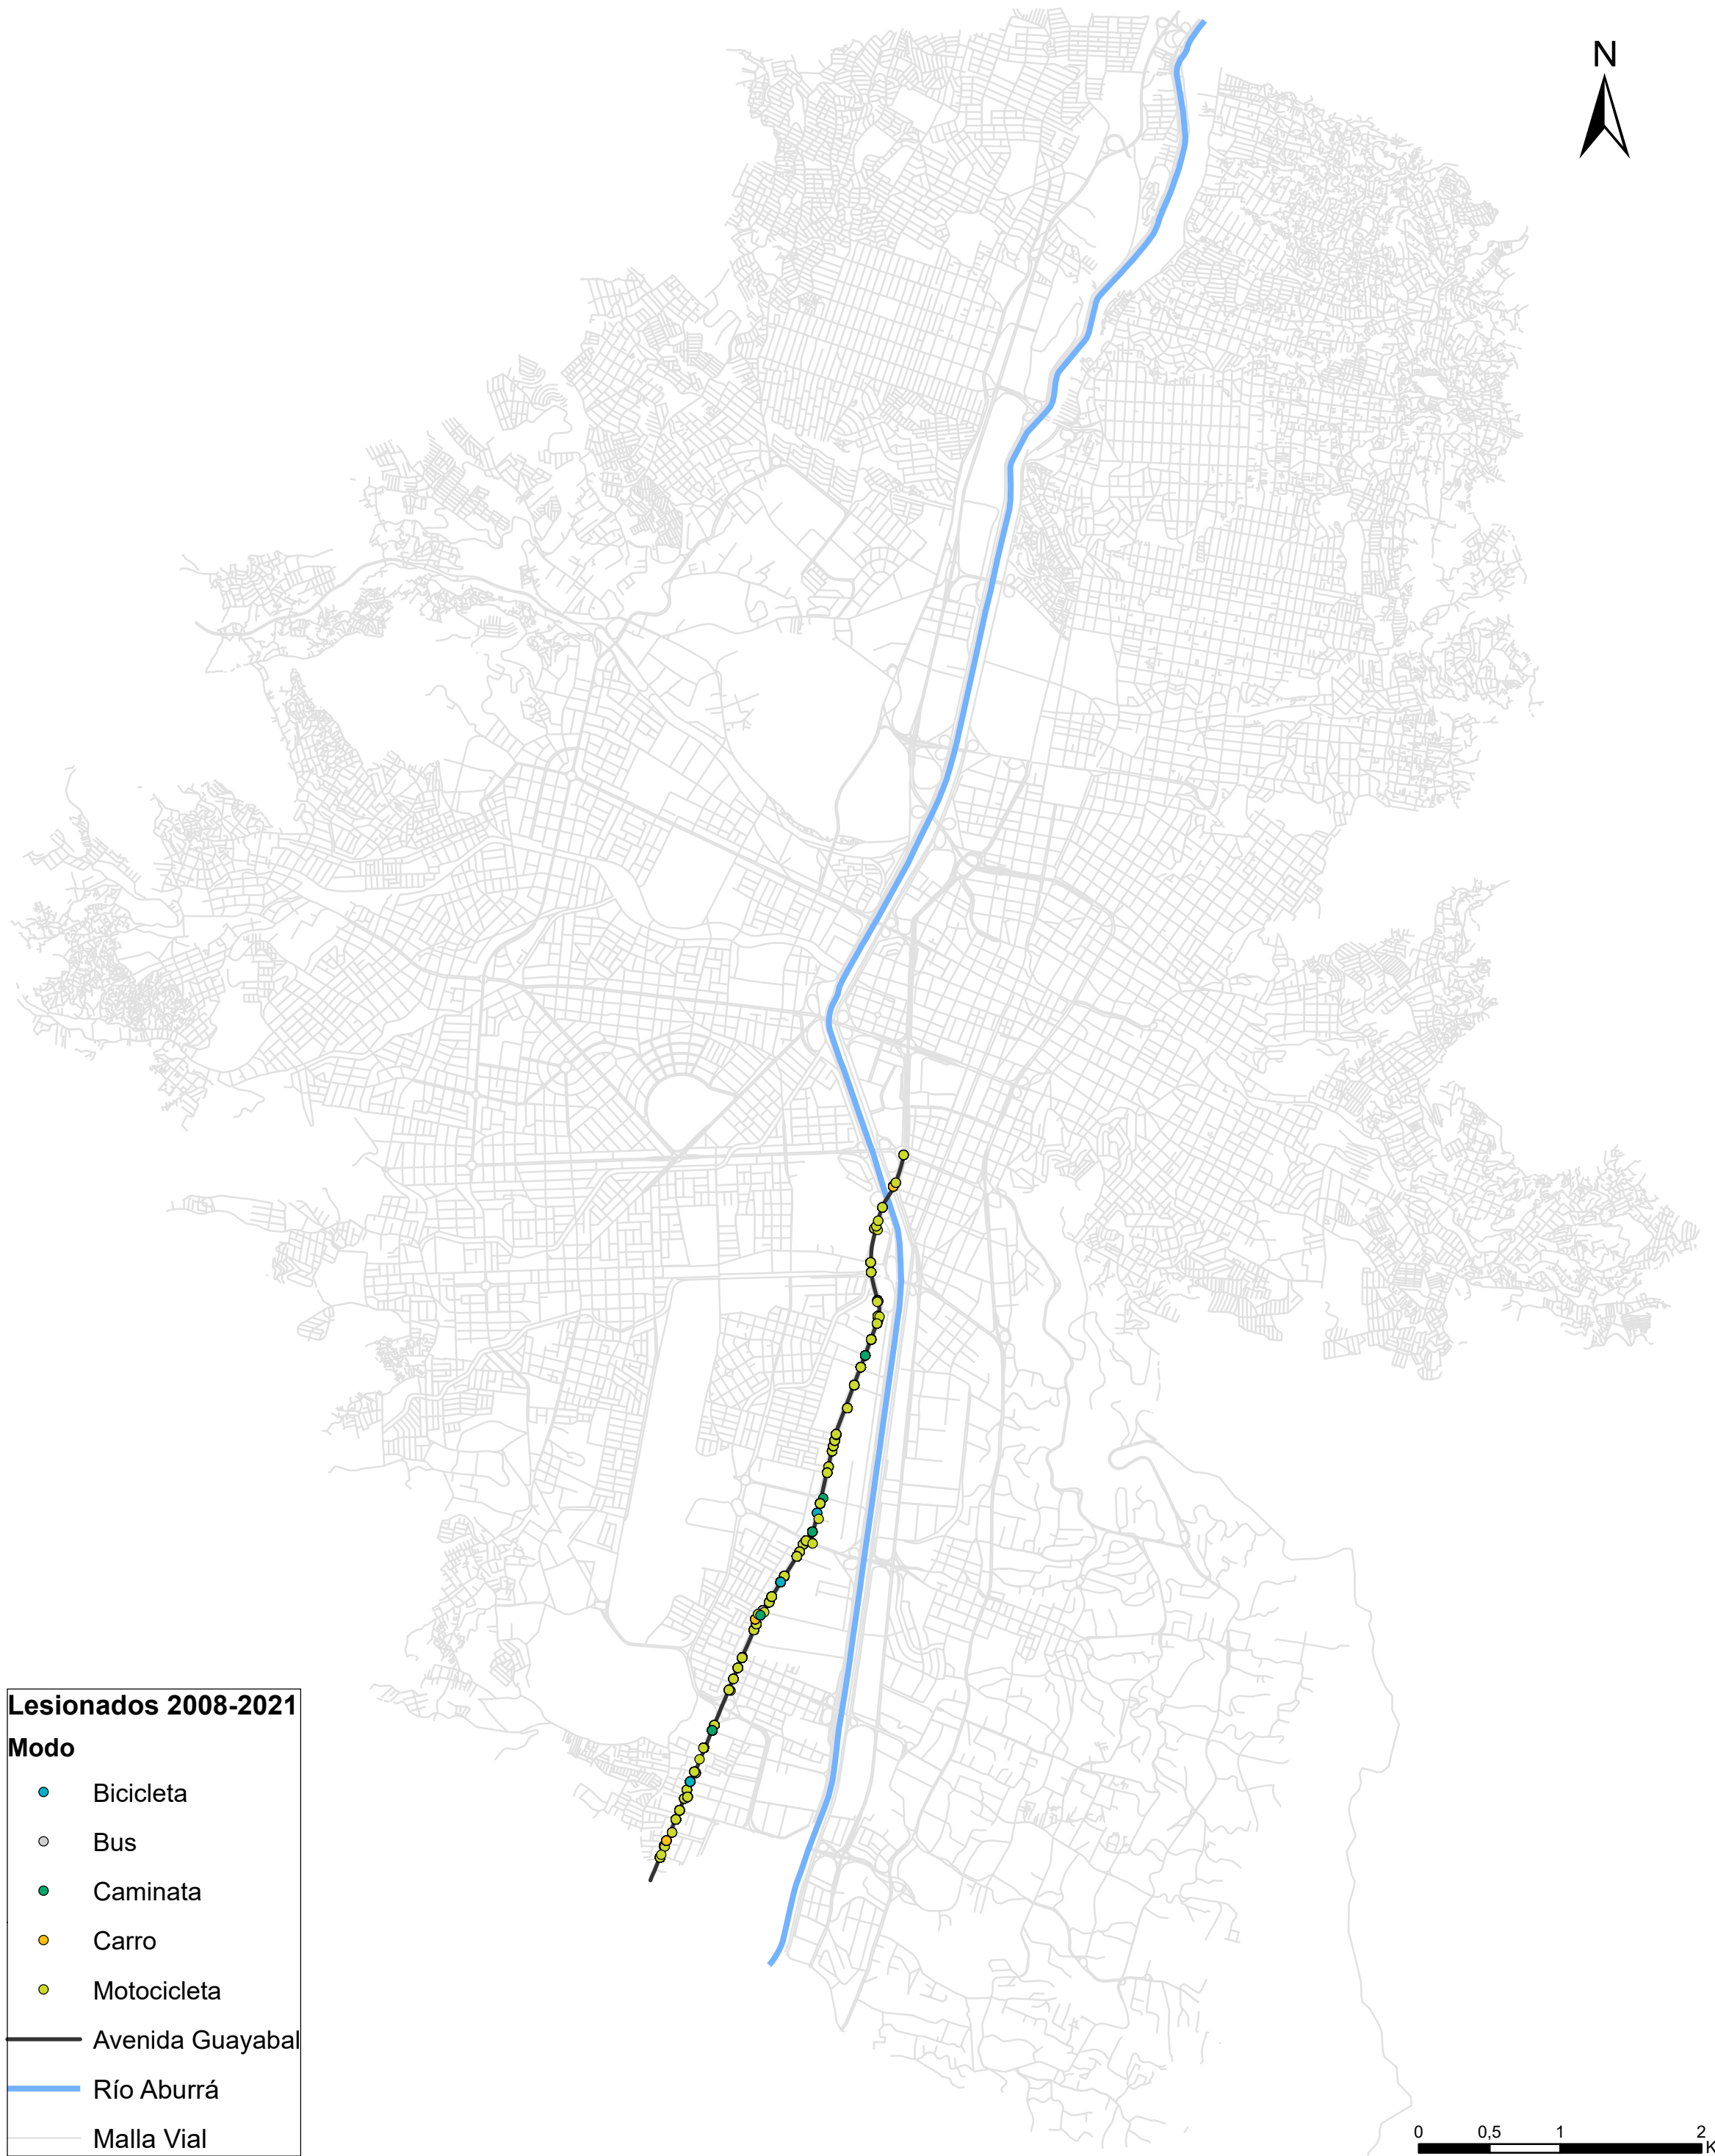 N
Lesionados 2008-2021
Modo
Bicicleta
Bus
Caminata
Carro
Motocicleta
Avenida Guayabal
Río Aburrá
Malla Vial
0 0,5 1 2
K